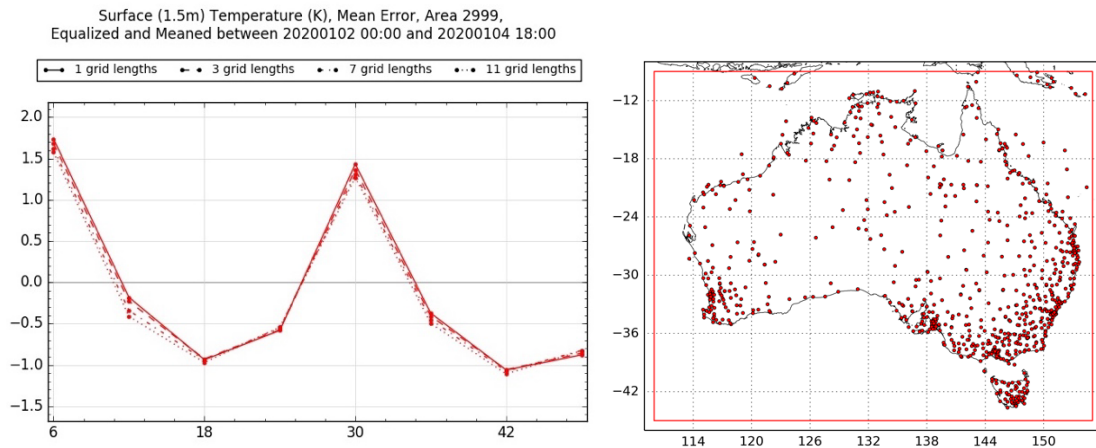 Surface (1.5m) Temperature (K), Mean Error, Area 2999,
Equalized and Meaned between 20200102 00:00 and 20200104 18:00
1 grid lengths 3 grid lengths 7 grid lengths 11 grid lengths
2.0
1.5
1.0
0.5
0.0
−0.5
−1.0
−1.5
6 18 30 42
−12
−18
−24
−30
−36
−42
114 120 126 132 138 144 150